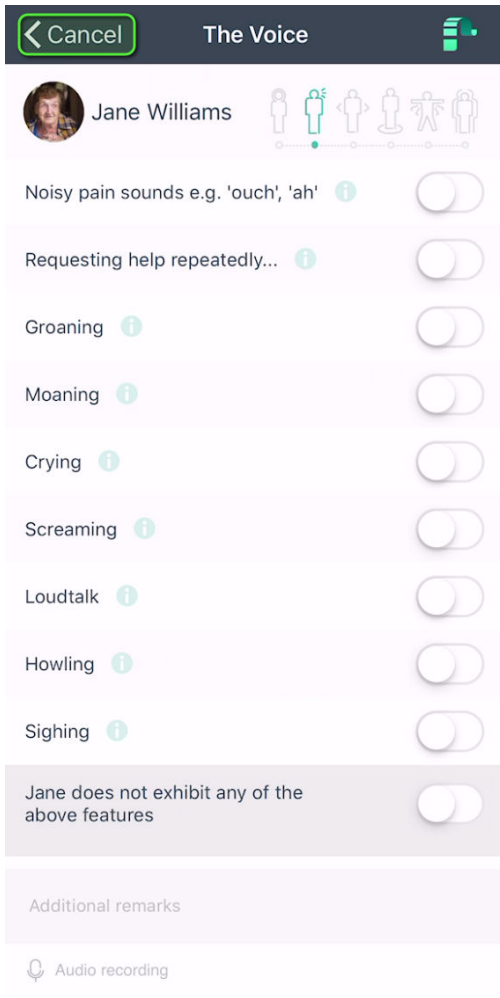 Cancel
The Voice
Jane Williams
Noisy pain sounds e.g. 'ouch', 'ah'
Requesting help repeatedly...
Groaning
Moaning
Crying
Screaming
Loudtalk
Howling
Sighing
Jane does not exhibit any of the
above features
Additional remarks
Audio recording